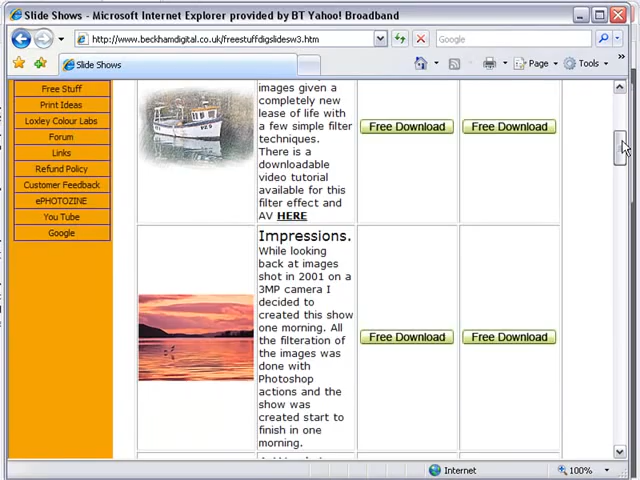 Slide Shows - Microsoft Internet Explorer provided by BT Yahoo! Broadband
http://www.beckhamdigital.co.uk/freestuffdigslidesw3.htm
Google
Slide Shows
Page
Tools
Free Stuff
Print Ideas
Loxley Colour Labs
Forum
Links
Refund Policy
Customer Feedback
ePHOTOZINE
You Tube
Google
images given a
completely new
lease of life with
a few simple filter
techniques.
There is a
downloadable
video tutorial
available for this
filter effect and
AV HERE
Free Download
Free Download
Impressions.
While looking
back at images
shot in 2001 on a
3MP camera I
decided to
created this show
one morning. All
the filteration of
the images was
done with
Photoshop
actions and the
show was
created start to
finish in one
morning.
Free Download
Free Download
Internet
100%